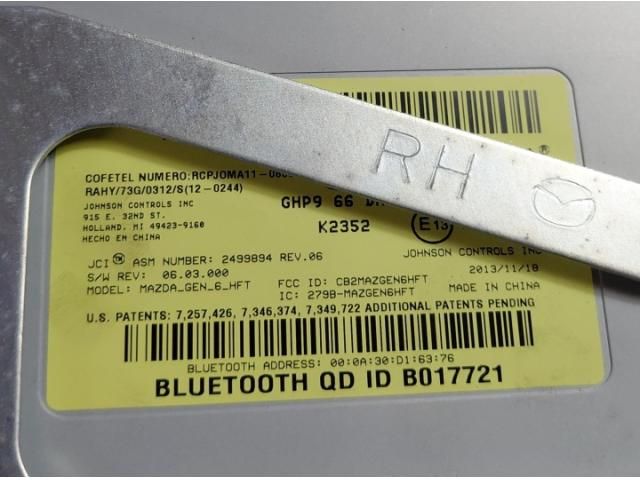 RH
COFETEL NUMERO:RCPJOMA11-06
RAHY/73G/0312/S(12-0244)
JOHNSON CONTROLS INC
915 E. 32ND ST.
HOLLAND, MI 49423-9160
HECHO EN CHINA
GHP9 66
K2352
E13
JCI™ ASM NUMBER: 2499894 REV.06
S/W REV: 06.03.000
MODEL: MAZDA_GEN_6_HFT
JOHNSON CONTROLS INC
2013/11/18
FCC ID: CB2MAZGEN6HFT MADE IN CHINA
IC: 279B-MAZGEN6HFT
U.S. PATENTS: 7,257,426, 7,346,374, 7,349,722 ADDITIONAL PATENTS PENDING
BLUETOOTH ADDRESS: 00:0A:30:D1:63:76
BLUETOOTH QD ID B017721